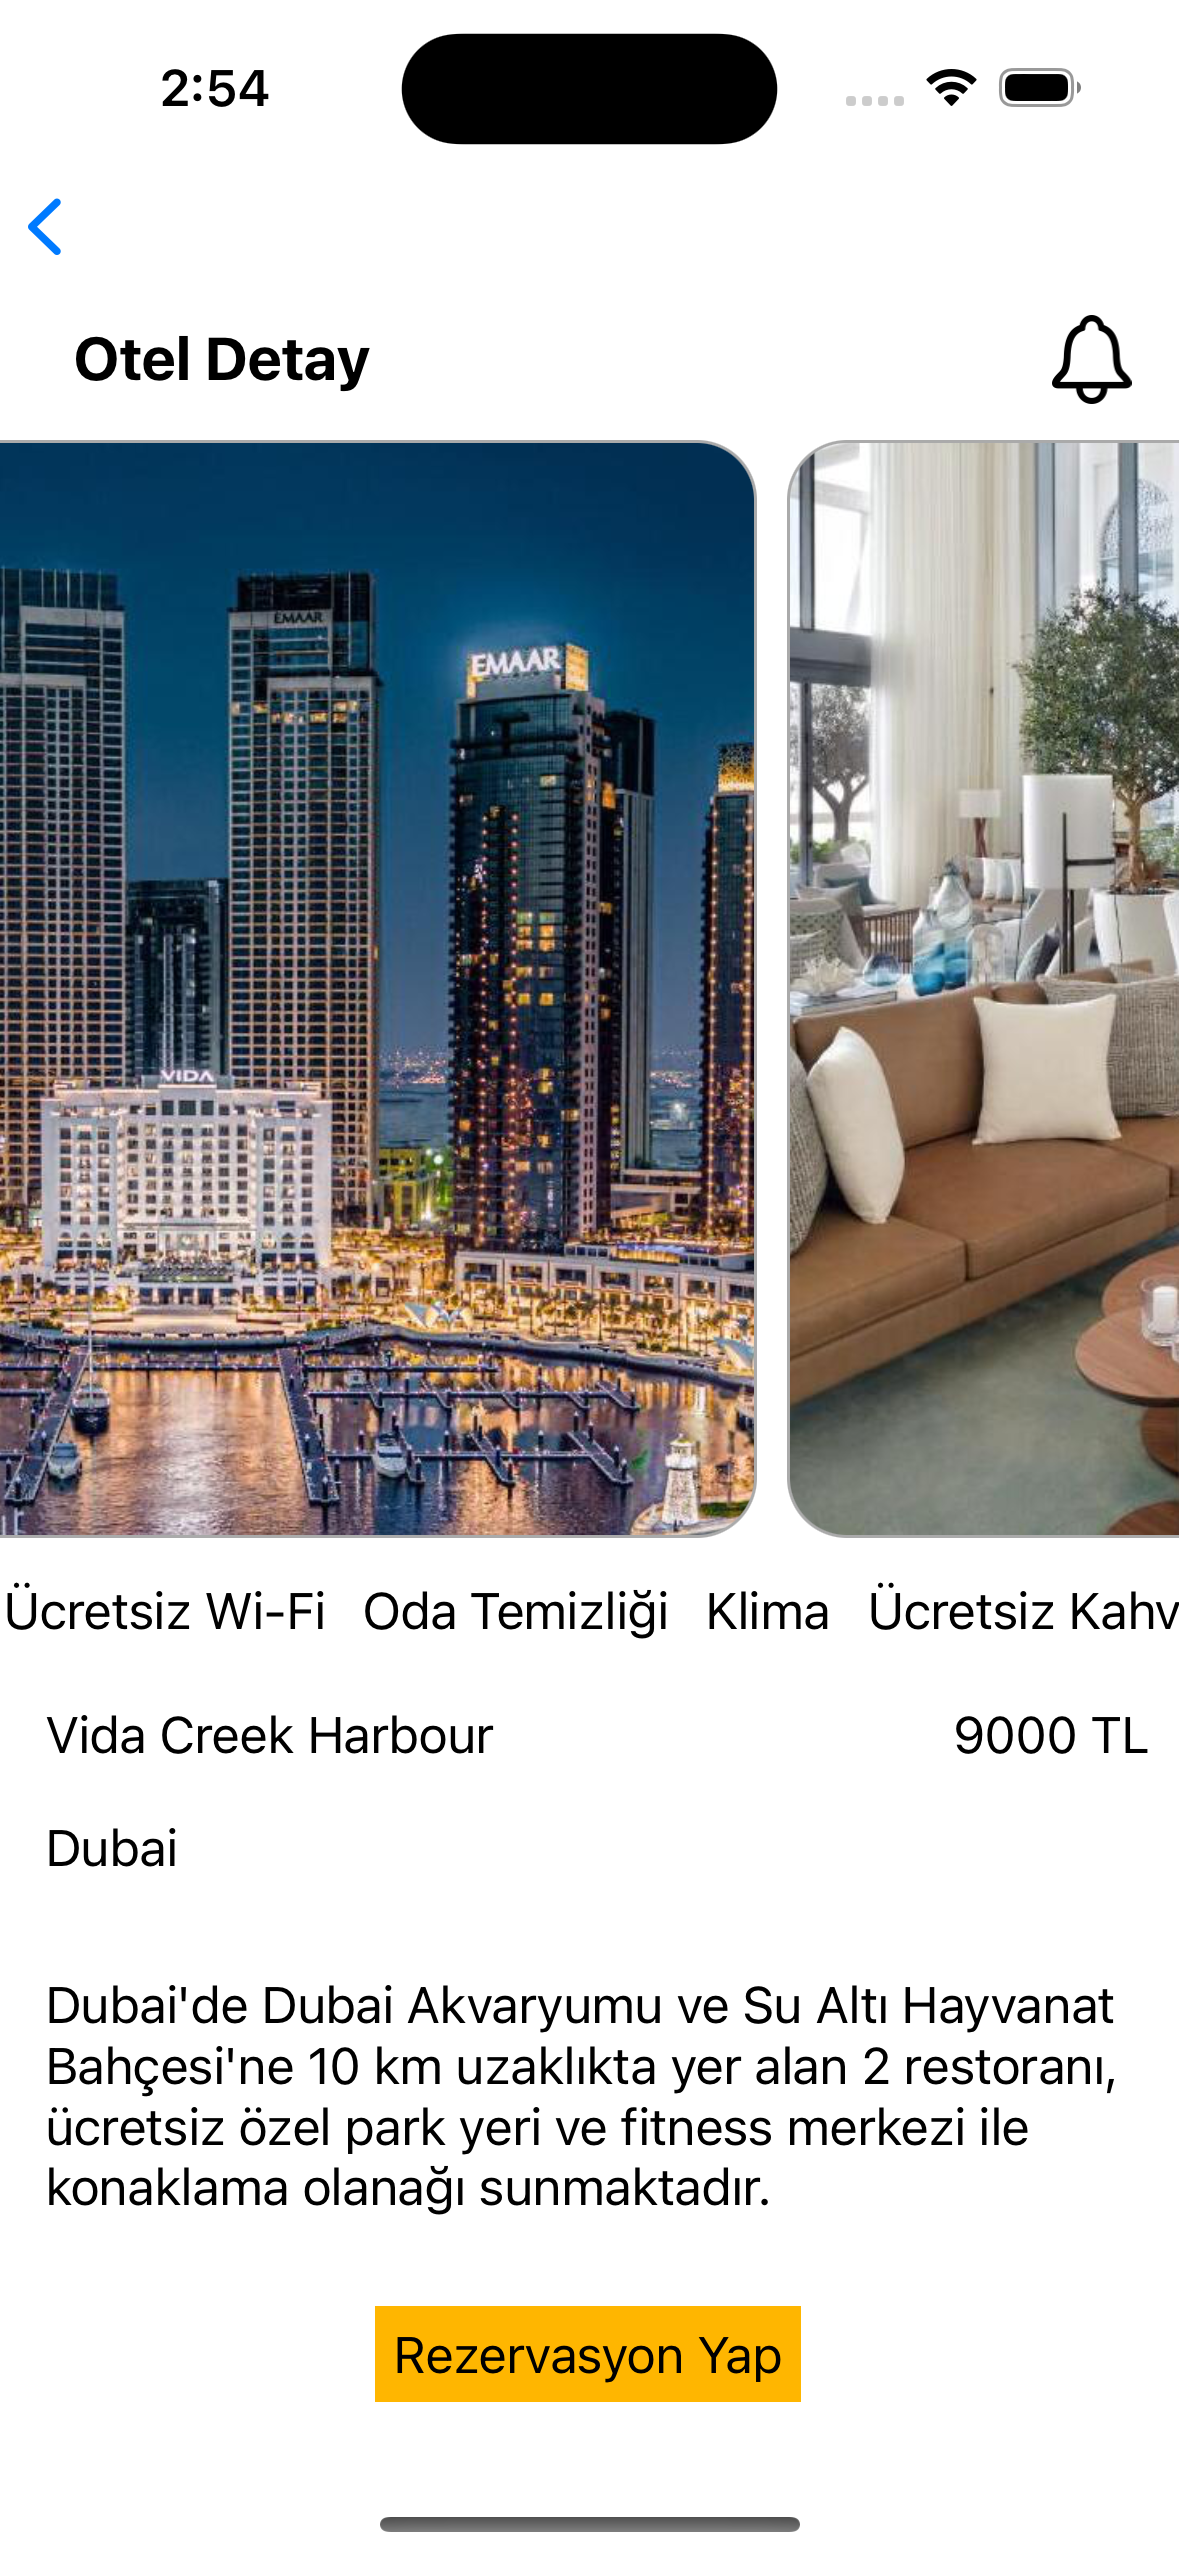 2:54
Otel Detay
EMAAR
EMAAR
VIDA
Ücretsiz Wi-Fi Oda Temizliği Klima Ücretsiz Kahv
Vida Creek Harbour 9000 TL
Dubai
Dubai'de Dubai Akvaryumu ve Su Altı Hayvanat
Bahçesi'ne 10 km uzaklıkta yer alan 2 restoranı,
ücretsiz özel park yeri ve fitness merkezi ile
konaklama olanağı sunmaktadır.
Rezervasyon Yap